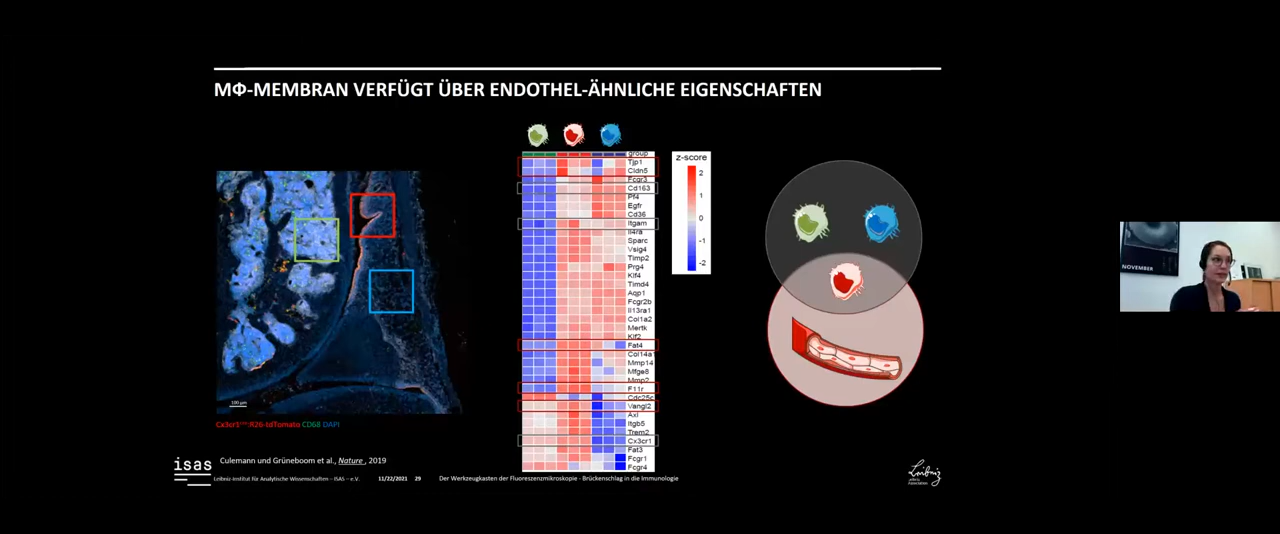 MΦ-MEMBRAN VERFÜGT ÜBER ENDOTHEL-ÄHNLICHE EIGENSCHAFTEN
group
Tjp1
Cldn5
Fcgr3
Cd163
Pf4
Egfr
Cd36
Itgam
Il4ra
Sparc
Vsig4
Timp2
Prg4
Klf4
Timd4
Aqp1
Fcgr2b
Il13ra1
Col1a2
Mertk
Klf2
Fat4
Col14a1
Mmp14
Mfge8
Mmp2
F11r
Cdc25c
Vangl2
Axl
Itgb5
Trem2
Cx3cr1
Fat3
Fcgr1
Fcgr4
z-score
2
1
0
-1
-2
100 µm
CD68 DAPI
NOVEMBER
Culemann und Grüneboom et al., Nature , 2019
isas
Leibniz-Institut für Analytische Wissenschaften – ISAS – e.V.
11/22/2021 29
Der Werkzeugkasten der Fluoreszenzmikroskopie - Brückenschlag in die Immunologie
Leibniz